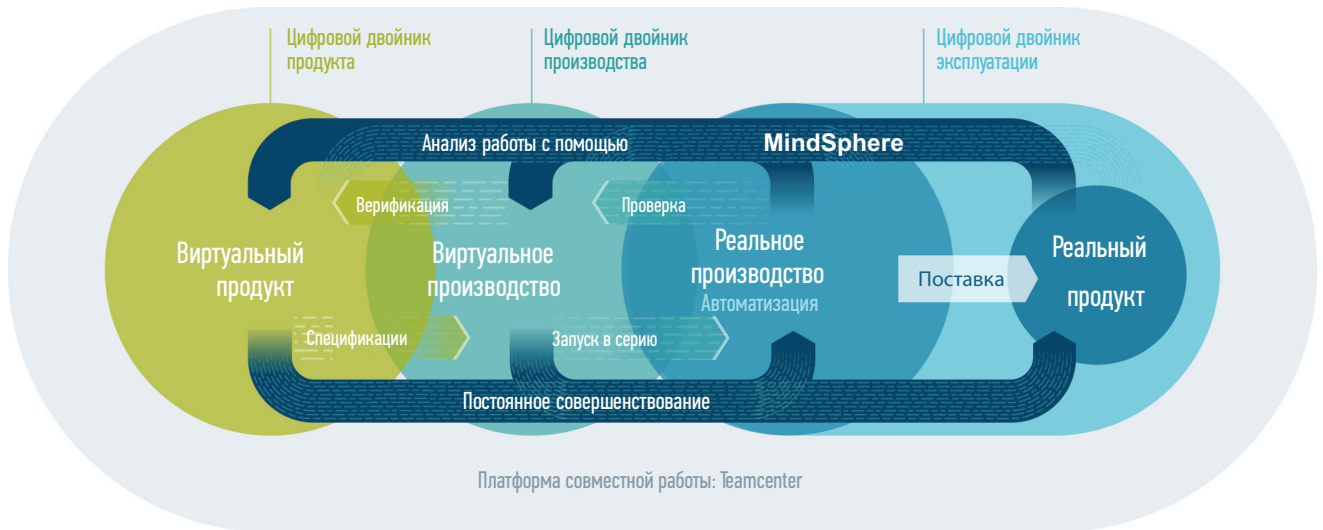 Цифровой двойник
продукта
Цифровой двойник
производства
Цифровой двойник
эксплуатации
Анализ работы с помощью MindSphere
Верификация
Проверка
Виртуальный
продукт
Виртуальное
производство
Реальное
производство
Автоматизация
Поставка
Реальный
продукт
Спецификации
Запуск в серию
Постоянное совершенствование
Платформа совместной работы: Teamcenter